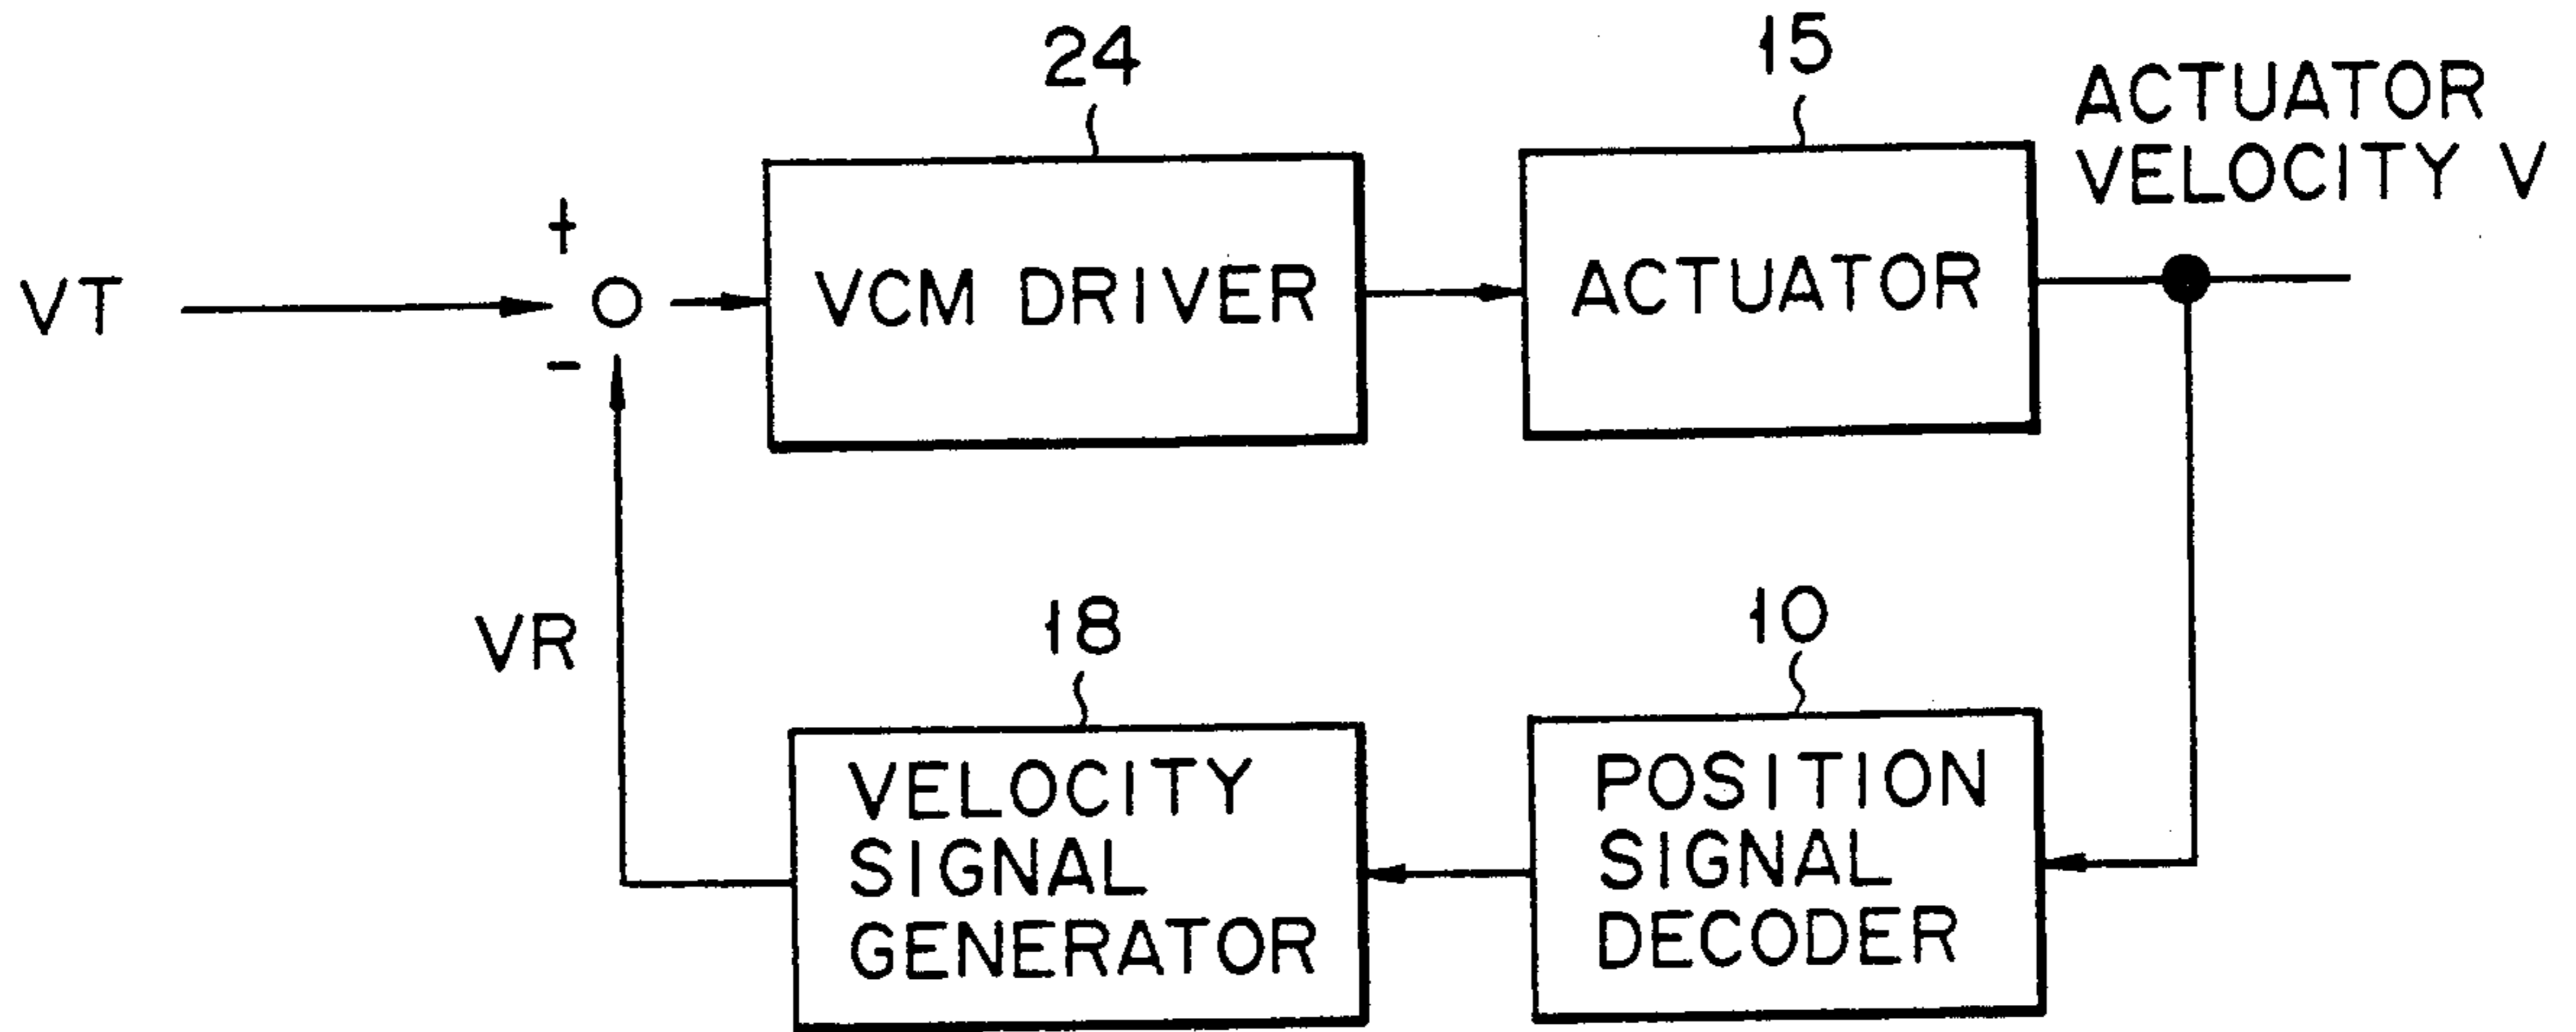 24
15
ACTUATOR
VELOCITY V
+
VT
VCM DRIVER
ACTUATOR
-
VR
18
10
VELOCITY
SIGNAL
GENERATOR
POSITION
SIGNAL
DECODER